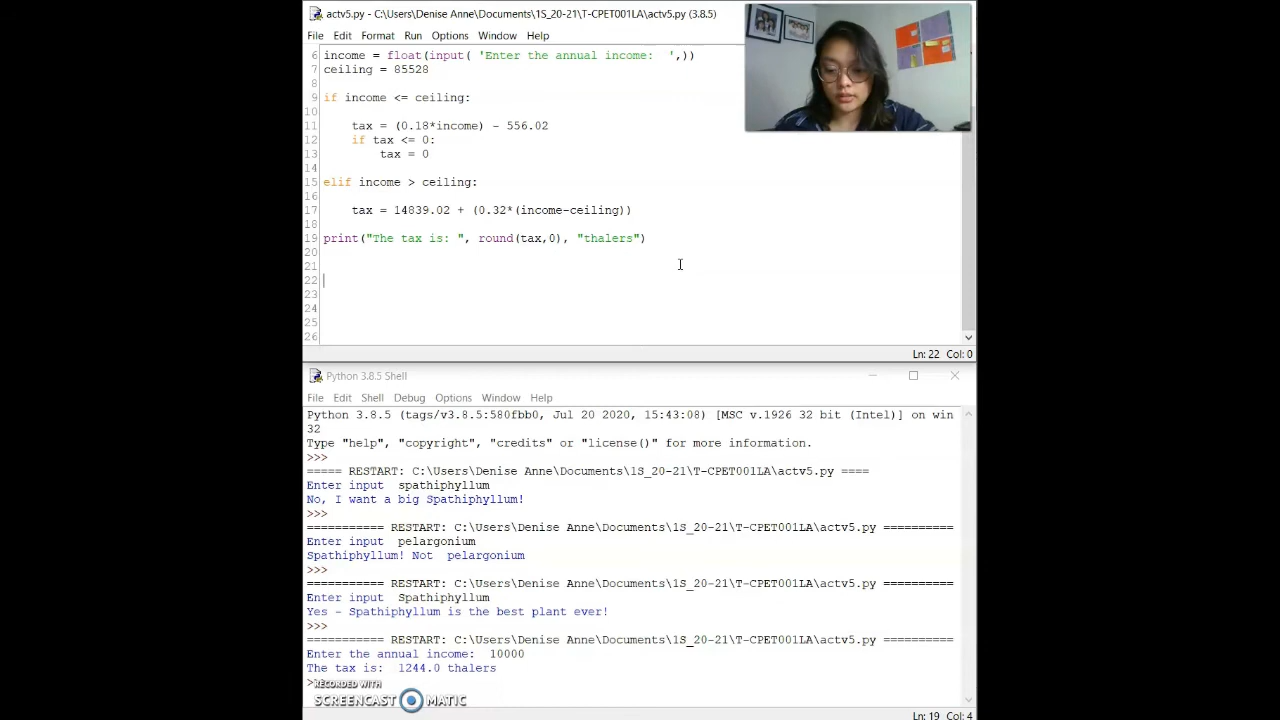 actv5.py - C:\Users\Denise Anne\Documents\1S_20-21\T-CPET001LA\actv5.py (3.8.5)
File Edit Format Run Options Window Help
6 income = float(input( 'Enter the annual income:  ',))
7 ceiling = 85528
8
9 if income <= ceiling:
10
11     tax = (0.18*income) - 556.02
12     if tax <= 0:
13         tax = 0
14
15 elif income > ceiling:
16
17     tax = 14839.02 + (0.32*(income-ceiling))
18
19 print("The tax is: ", round(tax,0), "thalers")
20
21
22
23
24
25
26
Ln: 22 Col: 0
Python 3.8.5 Shell
File Edit Shell Debug Options Window Help
Python 3.8.5 (tags/v3.8.5:580fbb0, Jul 20 2020, 15:43:08) [MSC v.1926 32 bit (Intel)] on win
32
Type "help", "copyright", "credits" or "license()" for more information.
>>>
===== RESTART: C:\Users\Denise Anne\Documents\1S_20-21\T-CPET001LA\actv5.py ====
Enter input  spathiphyllum
No, I want a big Spathiphyllum!
>>>
=========== RESTART: C:\Users\Denise Anne\Documents\1S_20-21\T-CPET001LA\actv5.py ==========
Enter input  pelargonium
Spathiphyllum! Not  pelargonium
>>>
=========== RESTART: C:\Users\Denise Anne\Documents\1S_20-21\T-CPET001LA\actv5.py ==========
Enter input  Spathiphyllum
Yes - Spathiphyllum is the best plant ever!
>>>
=========== RESTART: C:\Users\Denise Anne\Documents\1S_20-21\T-CPET001LA\actv5.py ==========
Enter the annual income:  10000
The tax is:  1244.0 thalers
RECORDED WITH
SCREENCAST MATIC
Ln: 19 Col: 4